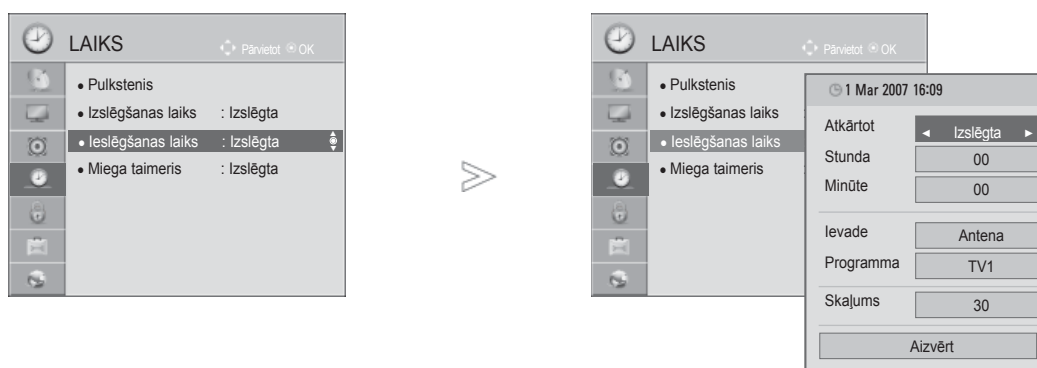 LAIKS Pārvietot OK
• Pulkstenis
• Izslēgšanas laiks : Izslēgta
• Ieslēgšanas laiks : Izslēgta
• Miega taimeris : Izslēgta
LAIKS Pārvietot OK
• Pulkstenis
• Izslēgšanas laiks
• Ieslēgšanas laiks
• Miega taimeris :
1 Mar 2007 16:09
Atkārtot ◄ Izslēgta ►
Stunda 00
Minūte 00
Ievade Antena
Programma TV1
Skaļums 30
Aizvērt